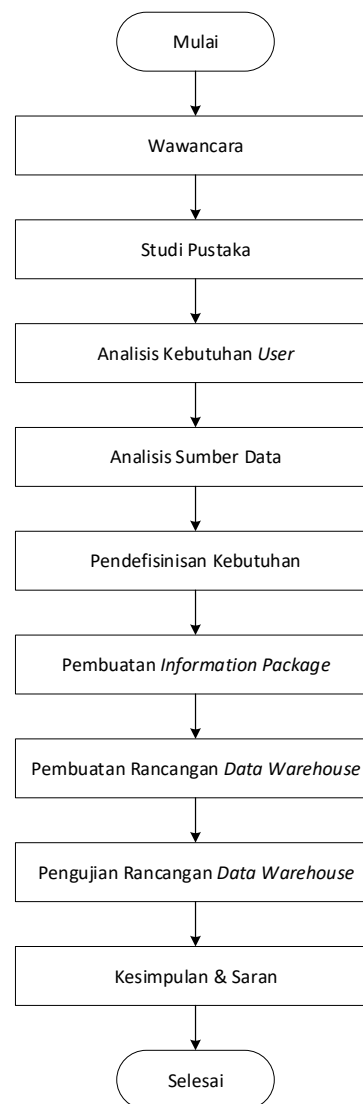 Mulai
Wawancara
Studi Pustaka
Analisis Kebutuhan User
Analisis Sumber Data
Pendefisinisan Kebutuhan
Pembuatan Information Package
Pembuatan Rancangan Data Warehouse
Pengujian Rancangan Data Warehouse
Kesimpulan & Saran
Selesai